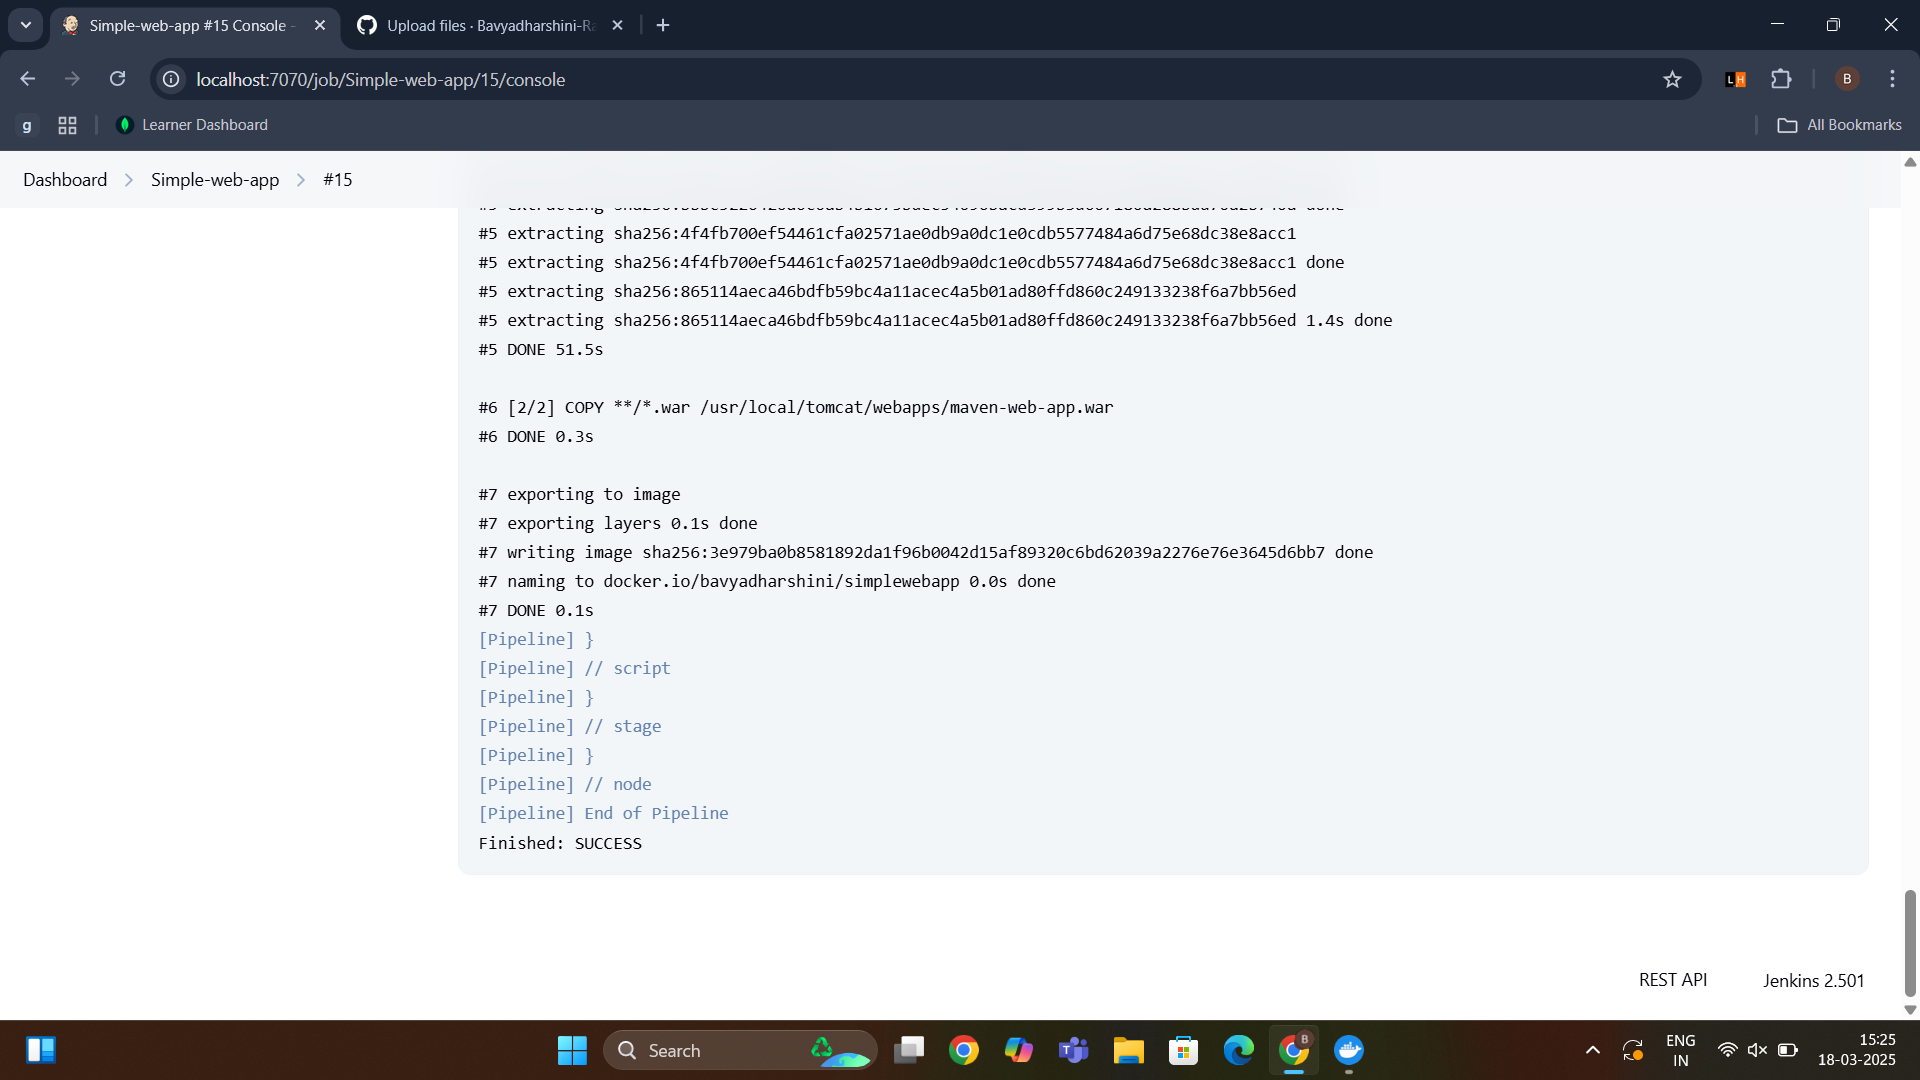 Simple-web-app #15 Console -
Upload files · Bavyadharshini-Ra
localhost:7070/job/Simple-web-app/15/console
LH
B
g
Learner Dashboard
All Bookmarks
Dashboard
Simple-web-app
#15
#5 extracting sha256:4f4fb700ef54461cfa02571ae0db9a0dc1e0cdb5577484a6d75e68dc38e8acc1
#5 extracting sha256:4f4fb700ef54461cfa02571ae0db9a0dc1e0cdb5577484a6d75e68dc38e8acc1 done
#5 extracting sha256:865114aeca46bdfb59bc4a11acec4a5b01ad80ffd860c249133238f6a7bb56ed
#5 extracting sha256:865114aeca46bdfb59bc4a11acec4a5b01ad80ffd860c249133238f6a7bb56ed 1.4s done
#5 DONE 51.5s
#6 [2/2] COPY **/*.war /usr/local/tomcat/webapps/maven-web-app.war
#6 DONE 0.3s
#7 exporting to image
#7 exporting layers 0.1s done
#7 writing image sha256:3e979ba0b8581892da1f96b0042d15af89320c6bd62039a2276e76e3645d6bb7 done
#7 naming to docker.io/bavyadharshini/simplewebapp 0.0s done
#7 DONE 0.1s
[Pipeline] }
[Pipeline] // script
[Pipeline] }
[Pipeline] // stage
[Pipeline] }
[Pipeline] // node
[Pipeline] End of Pipeline
Finished: SUCCESS
REST API
Jenkins 2.501
Search
B
ENG
IN
15:25
18-03-2025